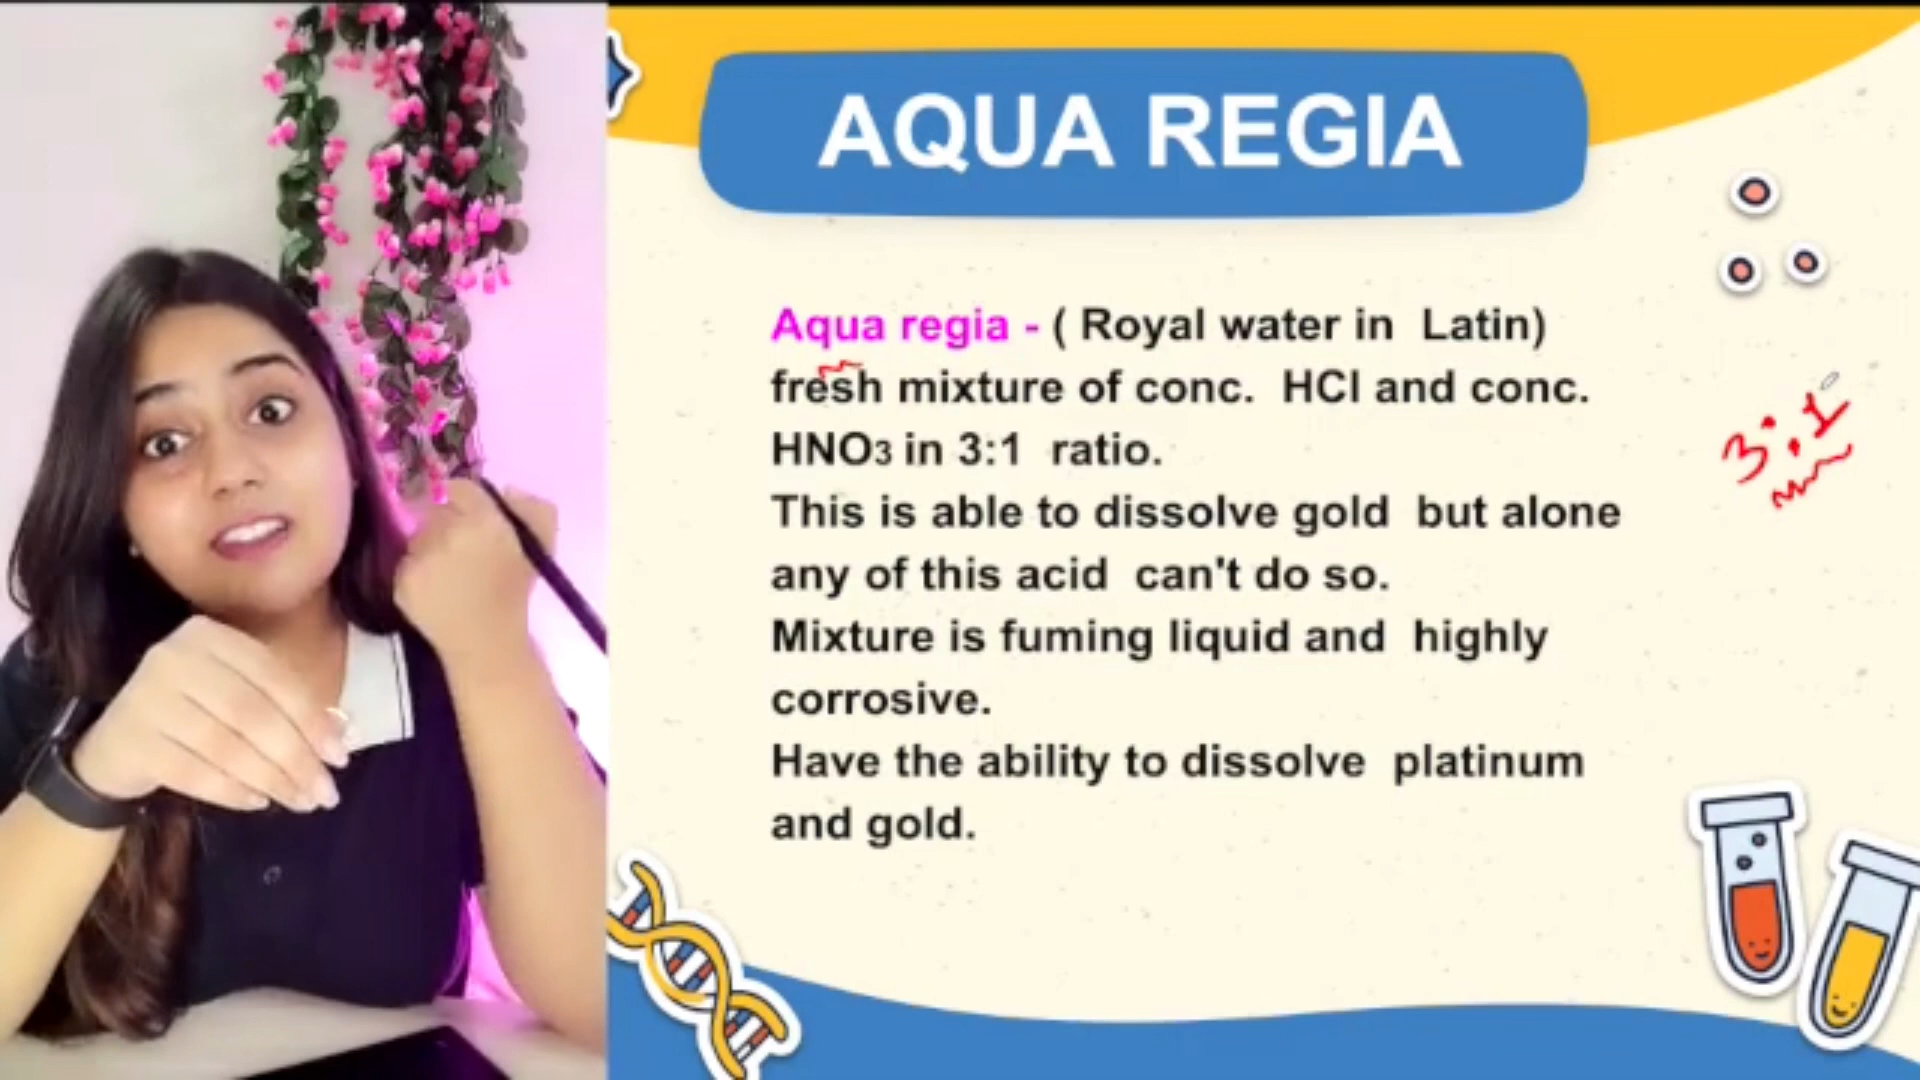 AQUA REGIA
Aqua regia - ( Royal water in Latin)
fresh mixture of conc. HCl and conc.
HNO3 in 3:1 ratio.
This is able to dissolve gold but alone
any of this acid can't do so.
Mixture is fuming liquid and highly
corrosive.
Have the ability to dissolve platinum
and gold.
3:1